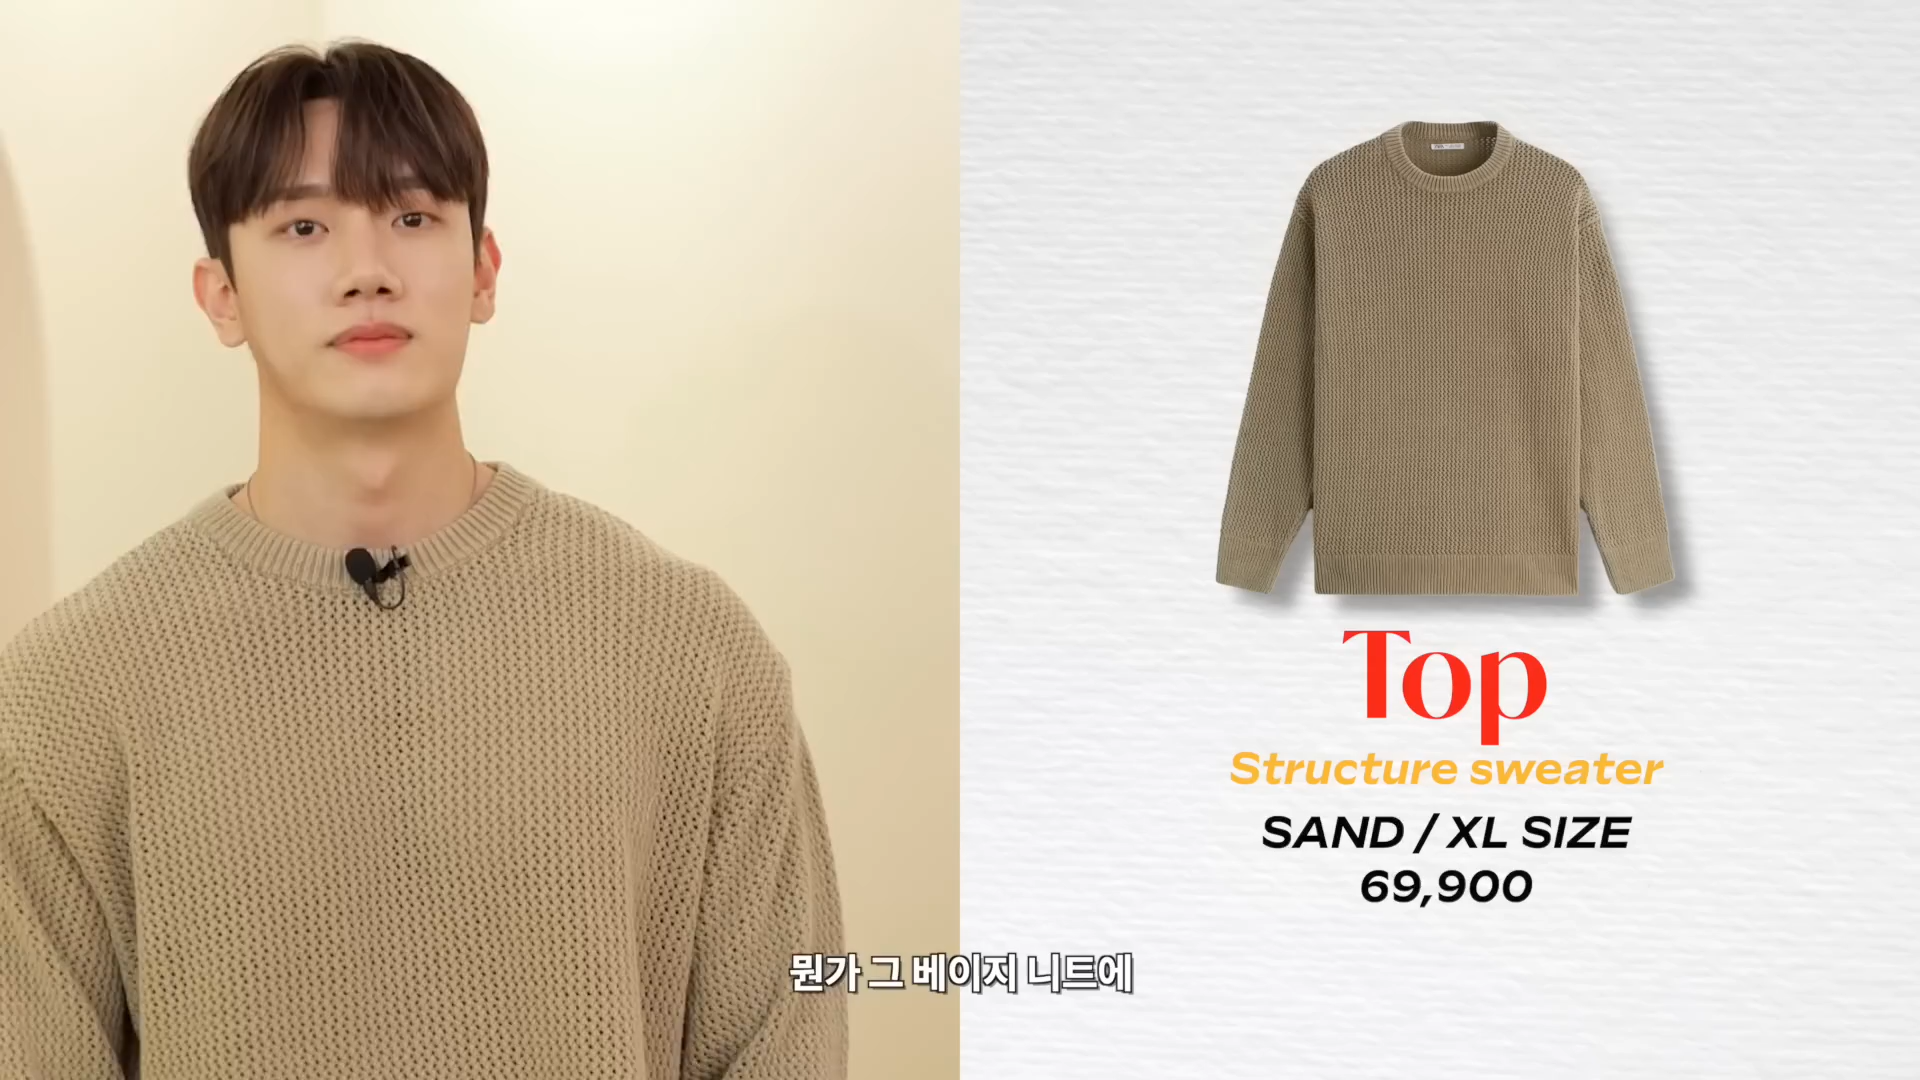 Top
Structure sweater
SAND / XL SIZE
69,900
뭔가 그 베이지 니트에